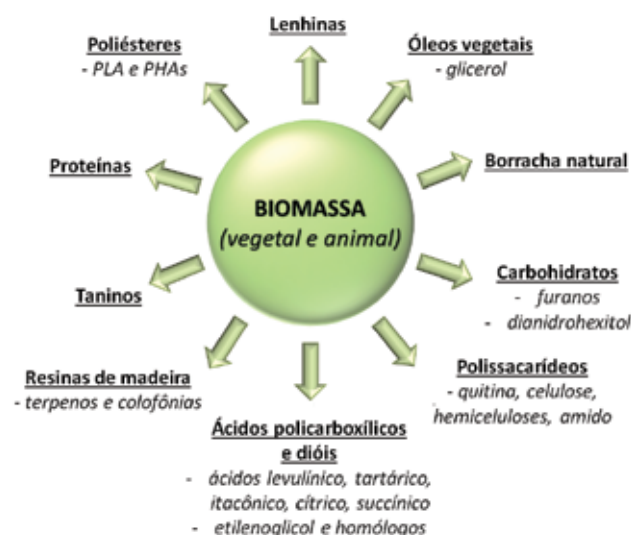 Lenhinas
Poliésteres
- PLA e PHAs
Óleos vegetais
- glicerol
Proteínas
Borracha natural
BIOMASSA
(vegetal e animal)
Taninos
Carbohidratos
- furanos
- dianidrohexitol
Resinas de madeira
- terpenos e colofônias
Polissacarídeos
- quitina, celulose,
hemiceluloses, amido
Ácidos policarboxílicos
e dióis
- ácidos levulínico, tartárico,
itacônico, cítrico, succínico
- etilenoglicol e homólogos